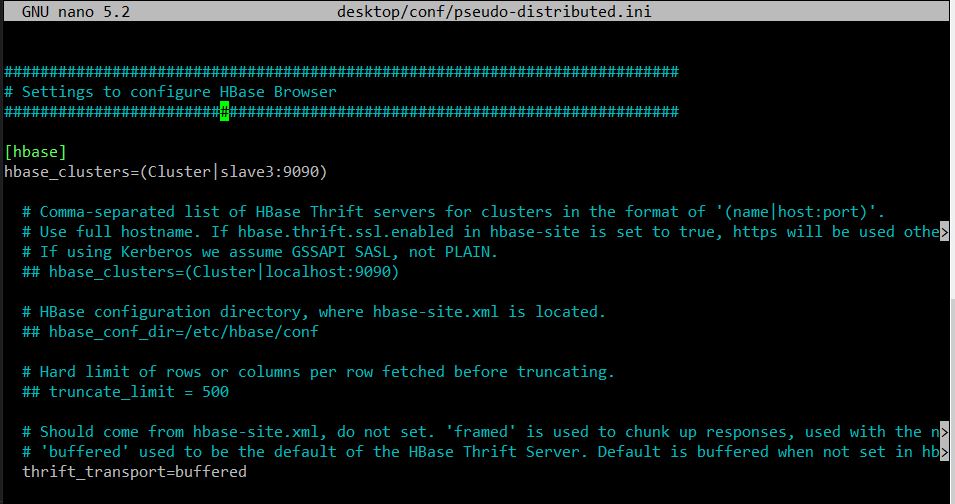 GNU nano 5.2 desktop/conf/pseudo-distributed.ini
###########################################################################
# Settings to configure HBase Browser
###########################################################################
[hbase]
hbase_clusters=(Cluster|slave3:9090)
# Comma-separated list of HBase Thrift servers for clusters in the format of '(name|host:port)'.
# Use full hostname. If hbase.thrift.ssl.enabled in hbase-site is set to true, https will be used othe>
# If using Kerberos we assume GSSAPI SASL, not PLAIN.
## hbase_clusters=(Cluster|localhost:9090)
# HBase configuration directory, where hbase-site.xml is located.
## hbase_conf_dir=/etc/hbase/conf
# Hard limit of rows or columns per row fetched before truncating.
## truncate_limit = 500
# Should come from hbase-site.xml, do not set. 'framed' is used to chunk up responses, used with the n>
# 'buffered' used to be the default of the HBase Thrift Server. Default is buffered when not set in hb>
thrift_transport=buffered